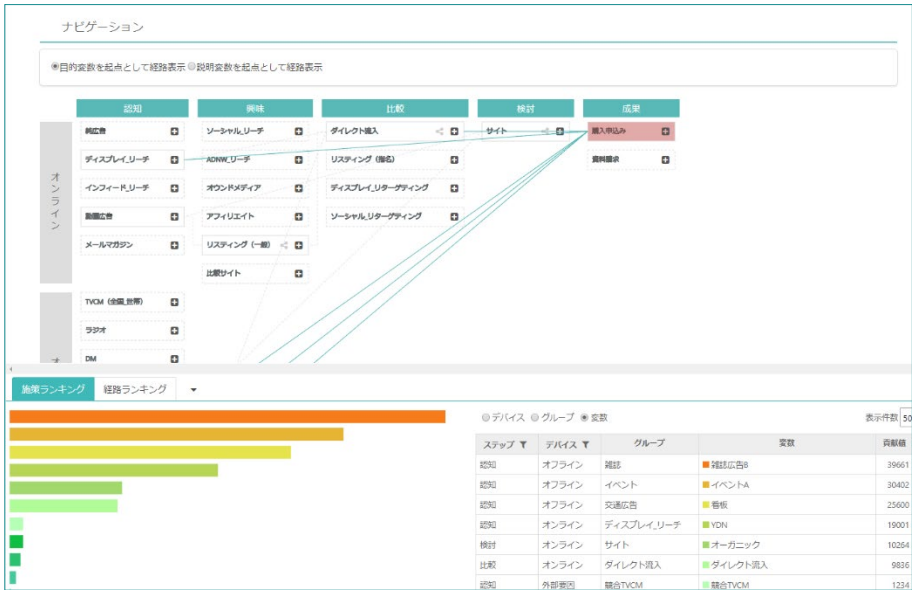 ナビゲーション
目的変数を起点として経路表示 説明変数を起点として経路表示
認知 興味 比較 検討 成果
オンライン
純広告 ソーシャル_リーチ ダイレクト流入 サイト 購入申込み
ディスプレイ_リーチ ADNW_リーチ リスティング（指名） 資料請求
インフィード_リーチ オウンドメディア ディスプレイ_リターゲティング
動画広告 アフィリエイト ソーシャル_リターゲティング
メールマガジン リスティング（一般）
比較サイト
TVCM（全国_世帯）
ラジオ
オ DM
施策ランキング 経路ランキング
デバイス グループ 変数 表示件数 50
ステップ デバイス グループ 変数 貢献値
認知 オフライン 雑誌 雑誌広告B 39661
認知 オフライン イベント イベントA 30402
認知 オフライン 交通広告 看板 25600
認知 オンライン ディスプレイ_リーチ YDN 19001
検討 オンライン サイト オーガニック 10264
比較 オンライン ダイレクト流入 ダイレクト流入 9836
認知 外部要因 競合TVCM 競合TVCM 1234